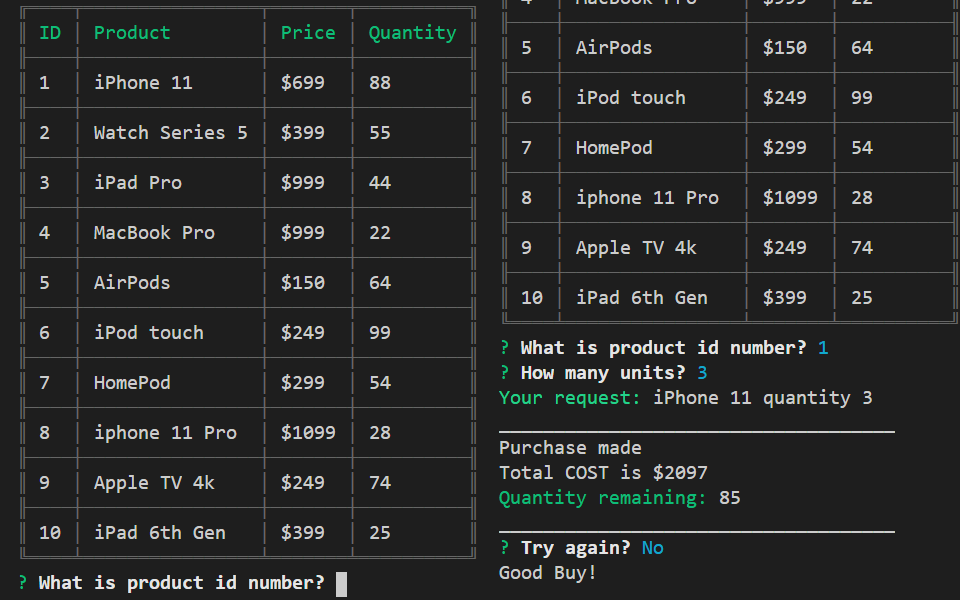 ID Product Price Quantity
1 iPhone 11 $699 88
2 Watch Series 5 $399 55
3 iPad Pro $999 44
4 MacBook Pro $999 22
5 AirPods $150 64
6 iPod touch $249 99
7 HomePod $299 54
8 iphone 11 Pro $1099 28
9 Apple TV 4k $249 74
10 iPad 6th Gen $399 25
? What is product id number?
4 MacBook Pro $999 22
5 AirPods $150 64
6 iPod touch $249 99
7 HomePod $299 54
8 iphone 11 Pro $1099 28
9 Apple TV 4k $249 74
10 iPad 6th Gen $399 25
? What is product id number? 1
? How many units? 3
Your request: iPhone 11 quantity 3
Purchase made
Total COST is $2097
Quantity remaining: 85
? Try again? No
Good Buy!